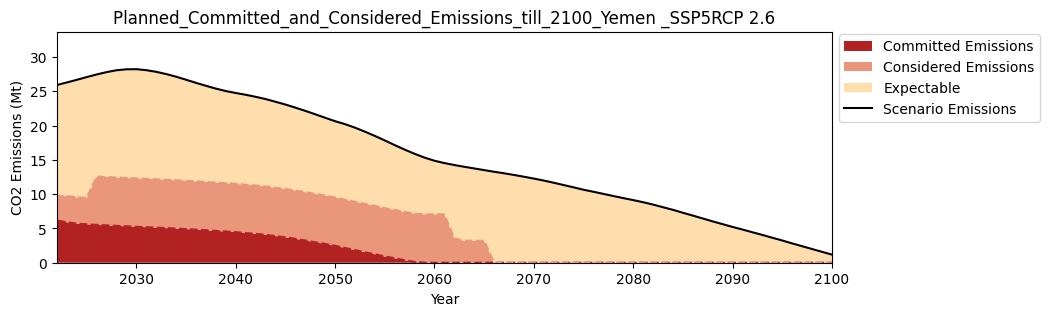 Planned_Committed_and_Considered_Emissions_till_2100_Yemen _SSP5RCP 2.6
CO2 Emissions (Mt)
30
25
20
15
10
5
0
2030 2040 2050 2060 2070 2080 2090 2100
Year
Committed Emissions
Considered Emissions
Expectable
Scenario Emissions